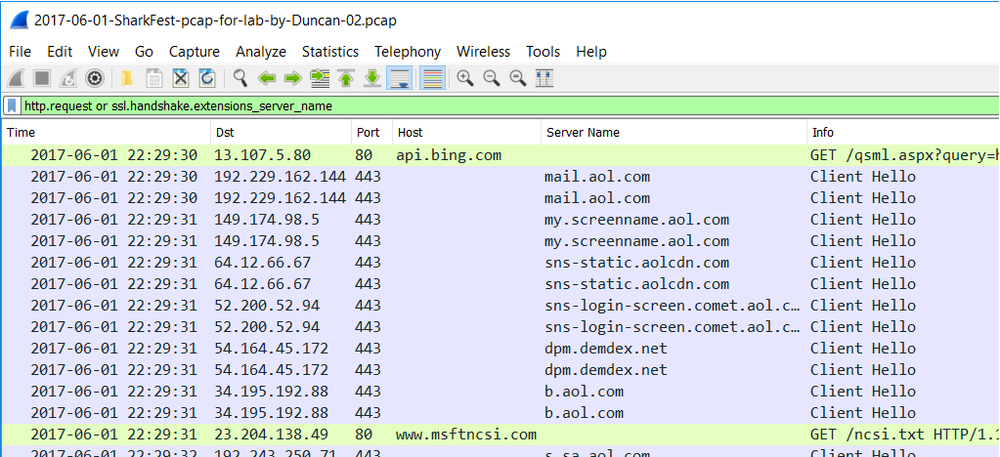 2017-06-01-SharkFest-pcap-for-lab-by-Duncan-02.pcap
File Edit View Go Capture Analyze Statistics Telephony Wireless Tools Help
http.request or ssl.handshake.extensions_server_name
Time Dst Port Host Server Name Info
2017-06-01 22:29:30 13.107.5.80 80 api.bing.com GET /qsml.aspx?query=h
2017-06-01 22:29:30 192.229.162.144 443 mail.aol.com Client Hello
2017-06-01 22:29:30 192.229.162.144 443 mail.aol.com Client Hello
2017-06-01 22:29:31 149.174.98.5 443 my.screenname.aol.com Client Hello
2017-06-01 22:29:31 149.174.98.5 443 my.screenname.aol.com Client Hello
2017-06-01 22:29:31 64.12.66.67 443 sns-static.aolcdn.com Client Hello
2017-06-01 22:29:31 64.12.66.67 443 sns-static.aolcdn.com Client Hello
2017-06-01 22:29:31 52.200.52.94 443 sns-login-screen.comet.aol.c… Client Hello
2017-06-01 22:29:31 52.200.52.94 443 sns-login-screen.comet.aol.c… Client Hello
2017-06-01 22:29:31 54.164.45.172 443 dpm.demdex.net Client Hello
2017-06-01 22:29:31 54.164.45.172 443 dpm.demdex.net Client Hello
2017-06-01 22:29:31 34.195.192.88 443 b.aol.com Client Hello
2017-06-01 22:29:31 34.195.192.88 443 b.aol.com Client Hello
2017-06-01 22:29:31 23.204.138.49 80 www.msftncsi.com GET /ncsi.txt HTTP/1.1
2017-06-01 22:29:32 192.243.250.71 443 s.sa.aol.com Client Hello